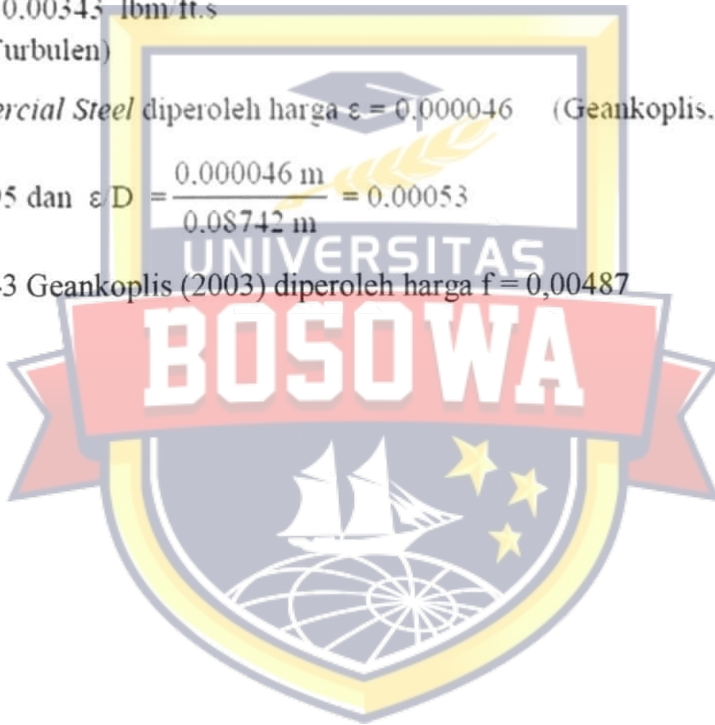 0.00343 lbm/ft.s
Turbulen)
ercial Steel diperoleh harga ε = 0.000046 (Geankoplis.
05 dan ε/D = 0.000046 m / 0.08742 m = 0.00053
-3 Geankoplis (2003) diperoleh harga f = 0,00487
UNIVERSITAS
BOSOWA